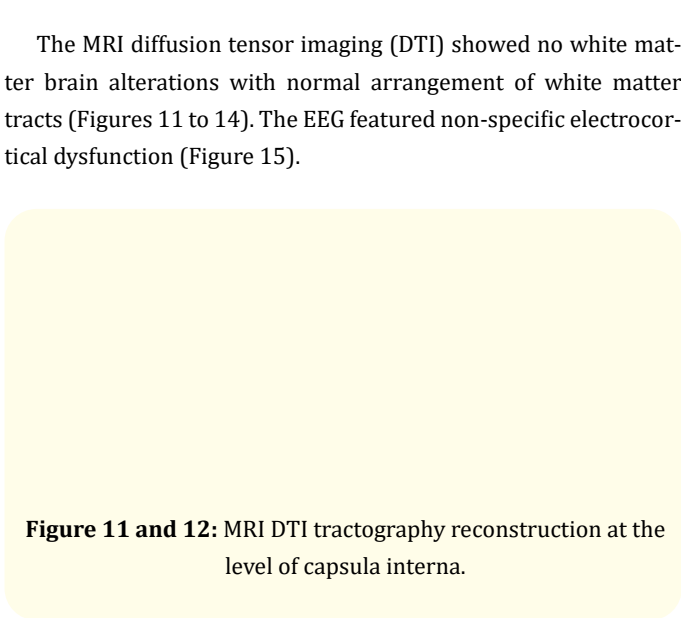 The MRI diffusion tensor imaging (DTI) showed no white mat-
ter brain alterations with normal arrangement of white matter
tracts (Figures 11 to 14). The EEG featured non-specific electrocor-
tical dysfunction (Figure 15).
Figure 11 and 12: MRI DTI tractography reconstruction at the
level of capsula interna.